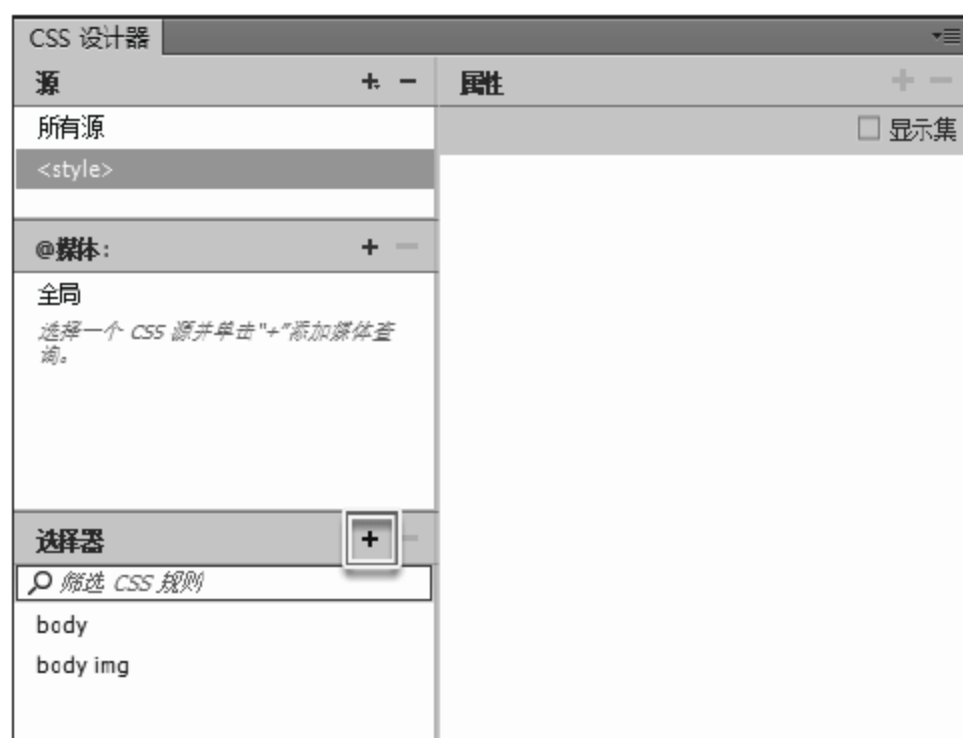 CSS 设计器
源 + −
属性 + −
所有源
显示集
<style>
@媒体: + −
全局
选择一个 CSS 源并单击"+"添加媒体查
询。
选择器 + −
筛选 CSS 规则
body
body img